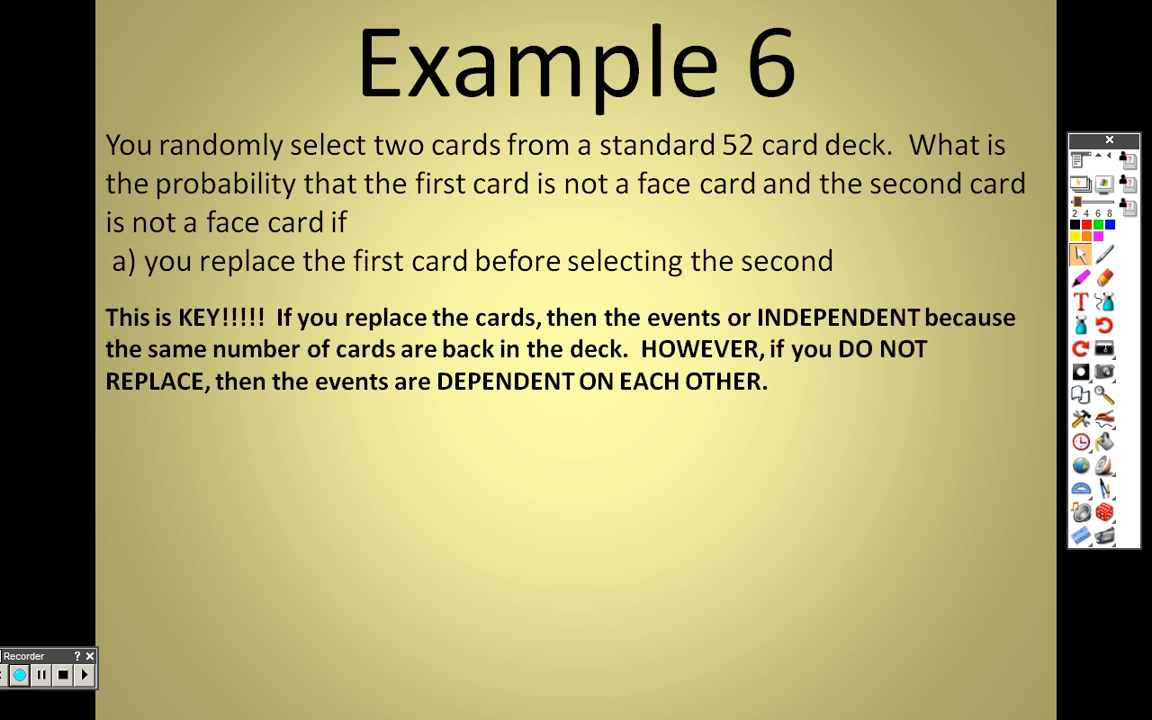 Example 6
You randomly select two cards from a standard 52 card deck.  What is
the probability that the first card is not a face card and the second card
is not a face card if
a) you replace the first card before selecting the second
This is KEY!!!!!  If you replace the cards, then the events or INDEPENDENT because
the same number of cards are back in the deck.  HOWEVER, if you DO NOT
REPLACE, then the events are DEPENDENT ON EACH OTHER.
2 4 6 8
T
Recorder